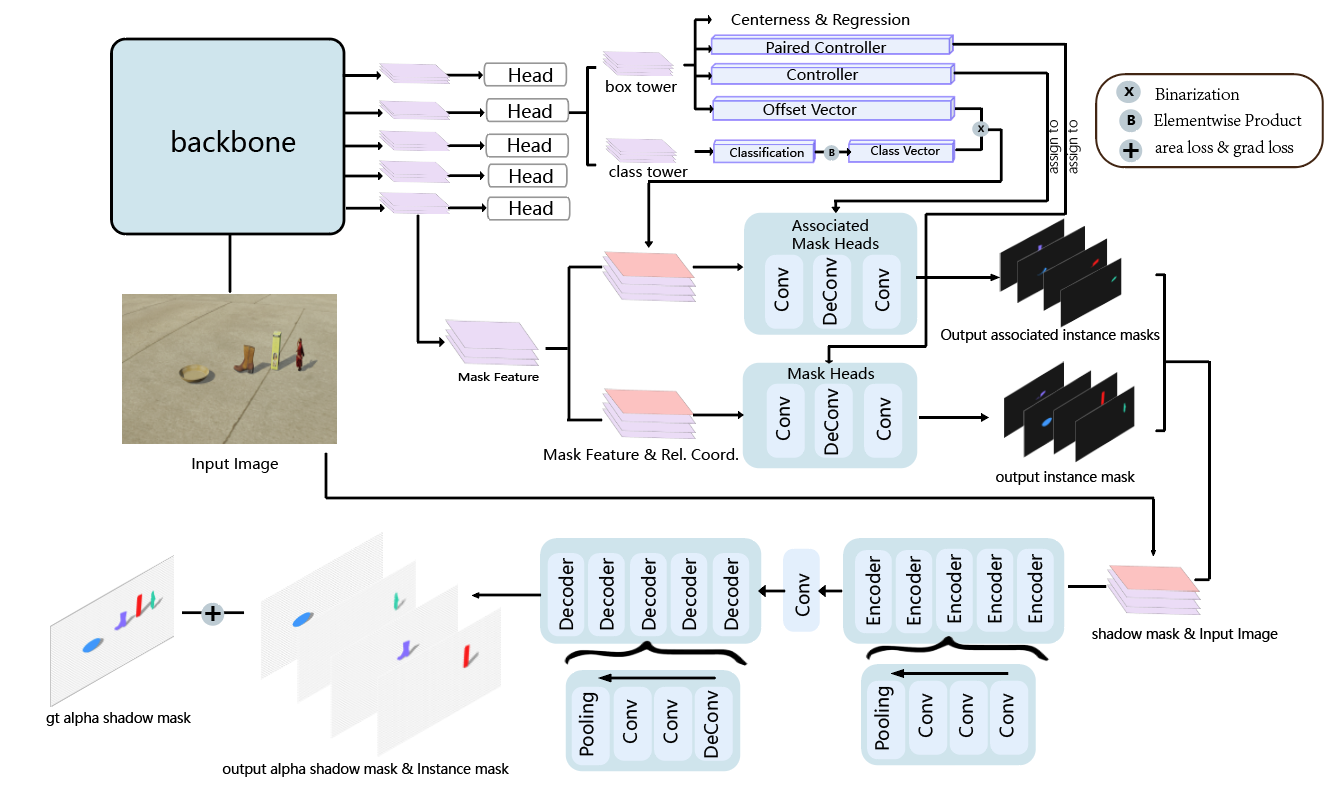 backbone
Head
Head
Head
Head
Head
box tower
class tower
Centerness & Regression
Paired Controller
Controller
Offset Vector
Classification
B
Class Vector
X
assign to
assign to
X Binarization
B Elementwise Product
+ area loss & grad loss
Input Image
Mask Feature
Mask Feature & Rel. Coord.
Associated
Mask Heads
Conv
DeConv
Conv
Output associated instance masks
Mask Heads
Conv
DeConv
Conv
output instance mask
shadow mask & Input Image
Encoder
Encoder
Encoder
Encoder
Encoder
Pooling
Conv
Conv
Conv
Conv
Decoder
Decoder
Decoder
Decoder
Decoder
Pooling
Conv
Conv
DeConv
+
gt alpha shadow mask
output alpha shadow mask & Instance mask